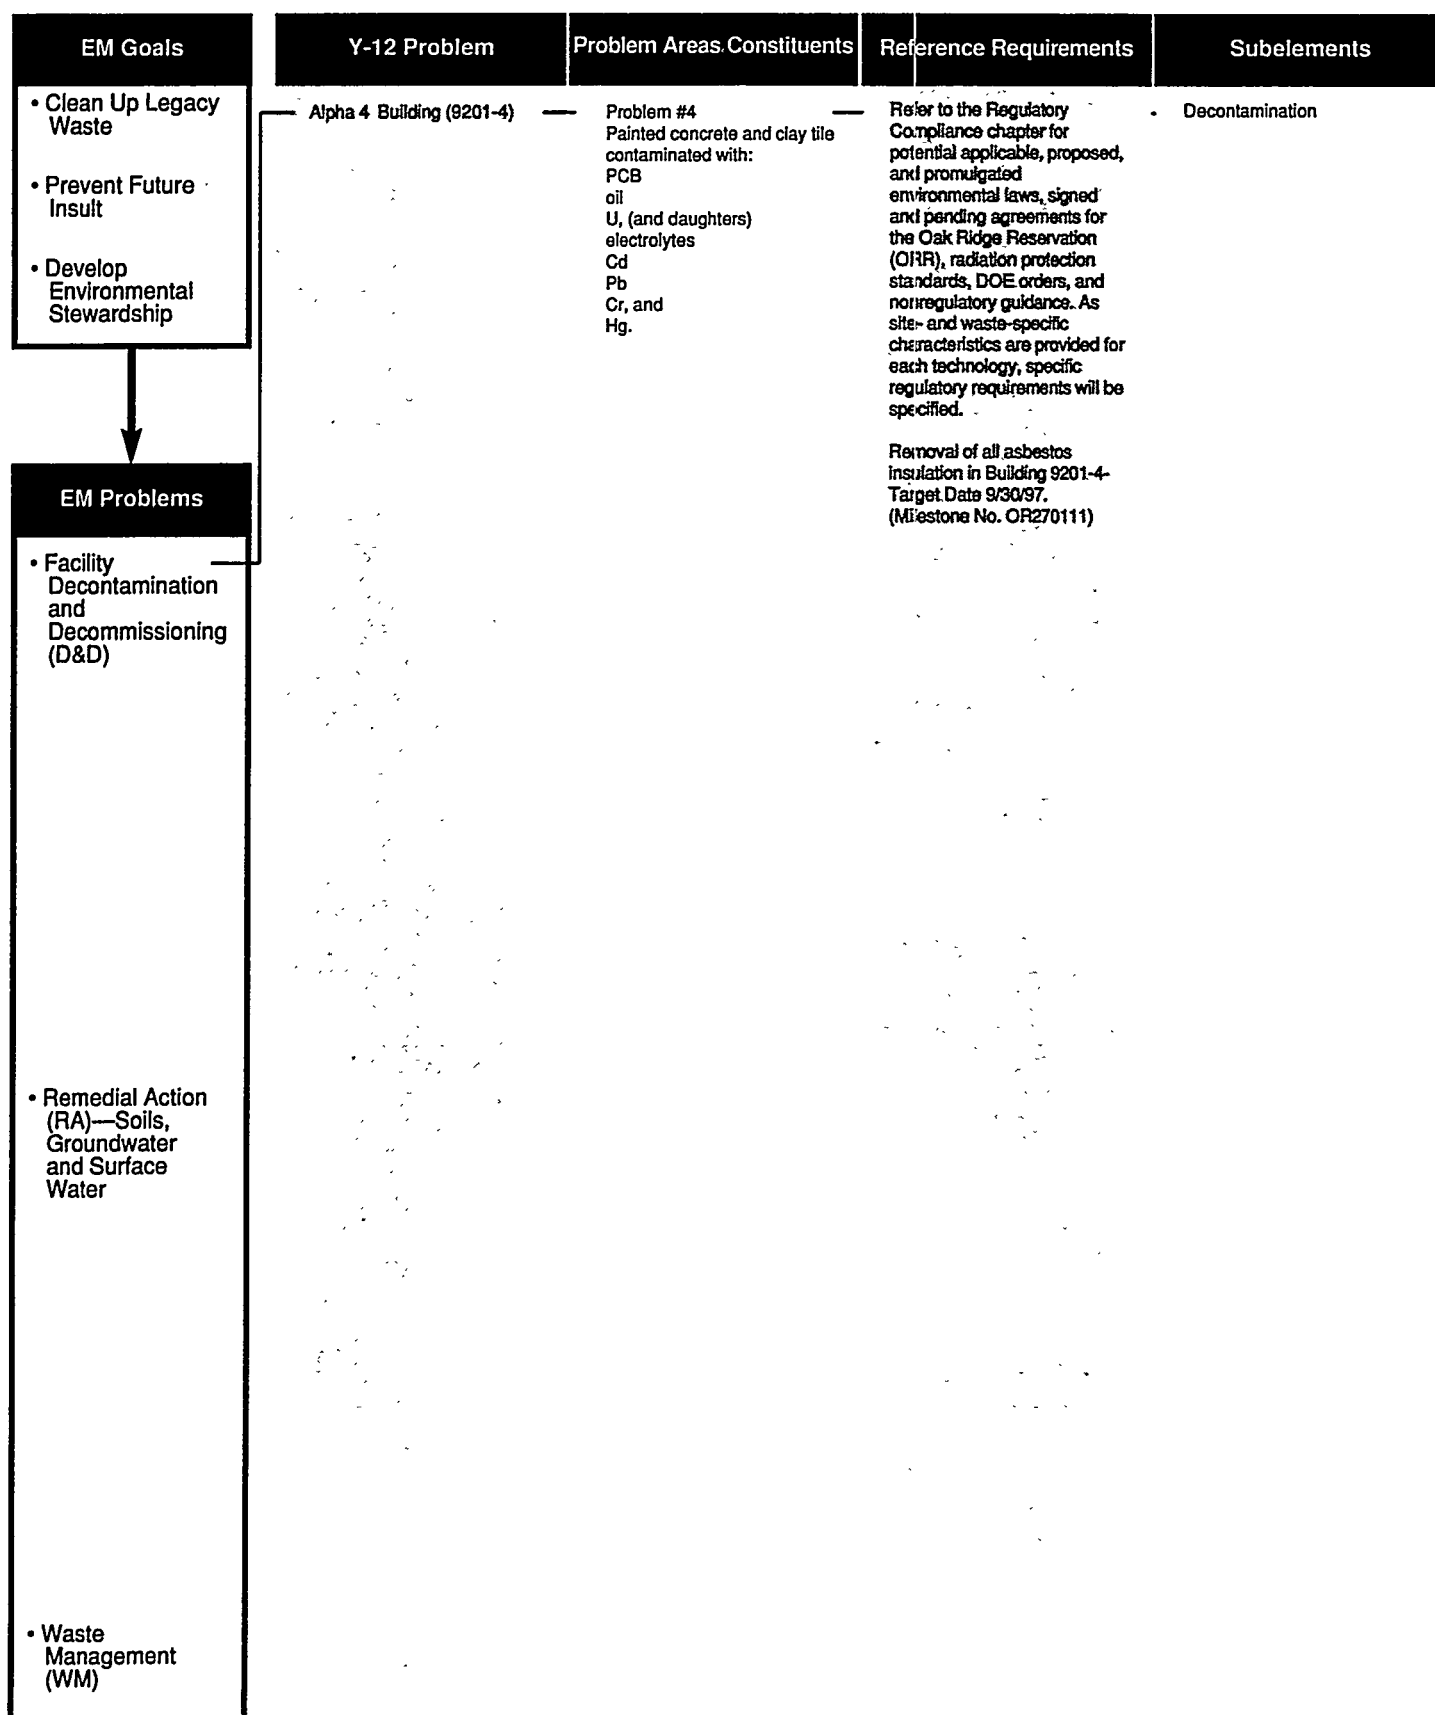 EM Goals
• Clean Up Legacy
Waste
• Prevent Future
Insult
• Develop
Environmental
Stewardship
EM Problems
• Facility
Decontamination
and
Decommissioning
(D&D)
• Remedial Action
(RA)—Soils,
Groundwater
and Surface
Water
• Waste
Management
(WM)
Y-12 Problem
Alpha 4 Building (9201-4)
Problem Areas Constituents
Problem #4
Painted concrete and clay tile
contaminated with:
PCB
oil
U, (and daughters)
electrolytes
Cd
Pb
Cr, and
Hg.
Reference Requirements
Refer to the Regulatory
Compliance chapter for
potential applicable, proposed,
and promulgated
environmental laws, signed
and pending agreements for
the Oak Ridge Reservation
(ORR), radiation protection
standards, DOE orders, and
nonregulatory guidance. As
site- and waste-specific
characteristics are provided for
each technology, specific
regulatory requirements will be
specified.
Removal of all asbestos
insulation in Building 9201-4-
Target Date 9/30/97.
(Milestone No. OR270111)
Subelements
Decontamination